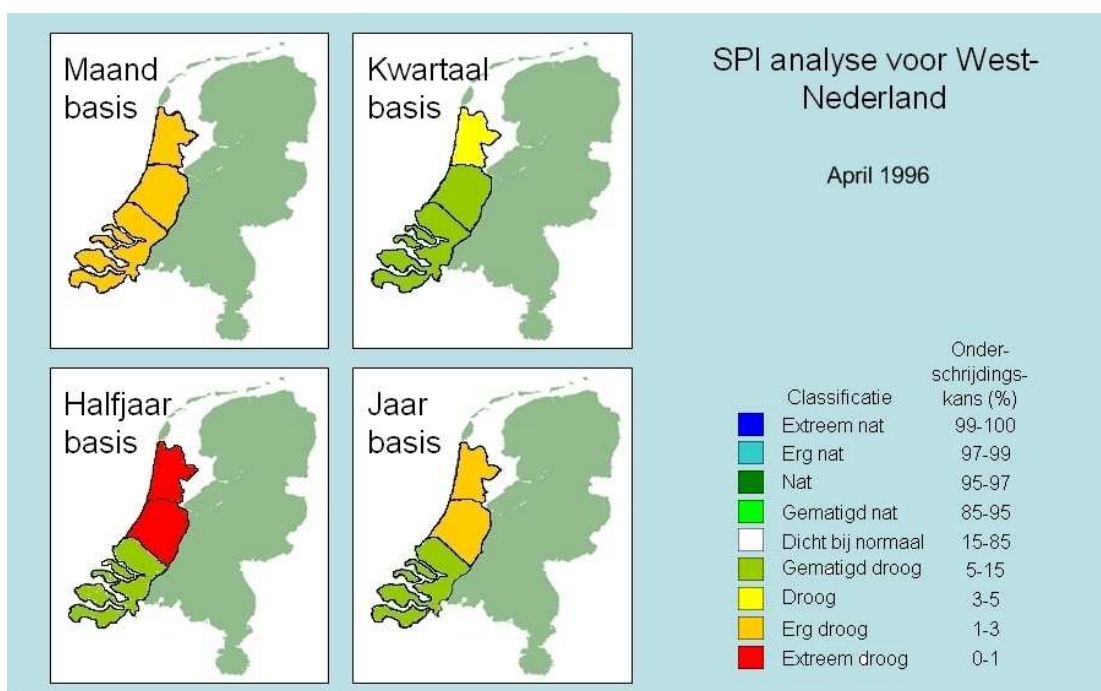 Maand
basis
Kwartaal
basis
SPI analyse voor West-
Nederland
April 1996
Halfjaar
basis
Jaar
basis
Onder-
schrijdings-
Classificatie kans (%)
Extreem nat 99-100
Erg nat 97-99
Nat 95-97
Gematigd nat 85-95
Dicht bij normaal 15-85
Gematigd droog 5-15
Droog 3-5
Erg droog 1-3
Extreem droog 0-1